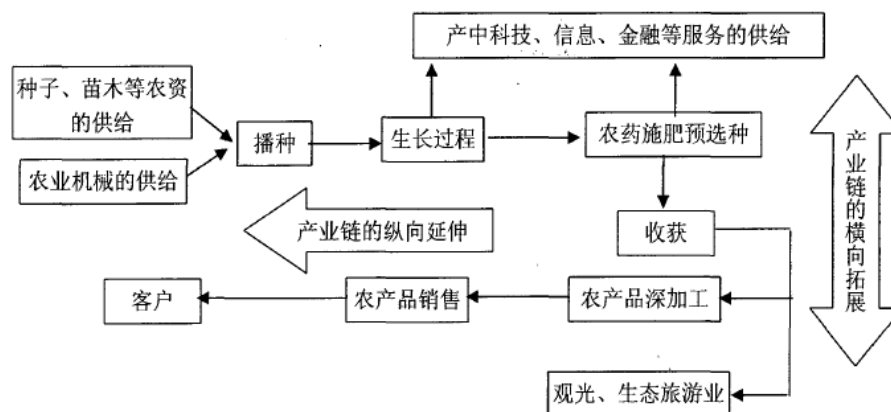 产中科技、信息、金融等服务的供给
种子、苗木等农资
的供给
播种
生长过程
农药施肥预选种
农业机械的供给
产业链的纵向延伸
收获
产业链的横向拓展
客户
农产品销售
农产品深加工
观光、生态旅游业